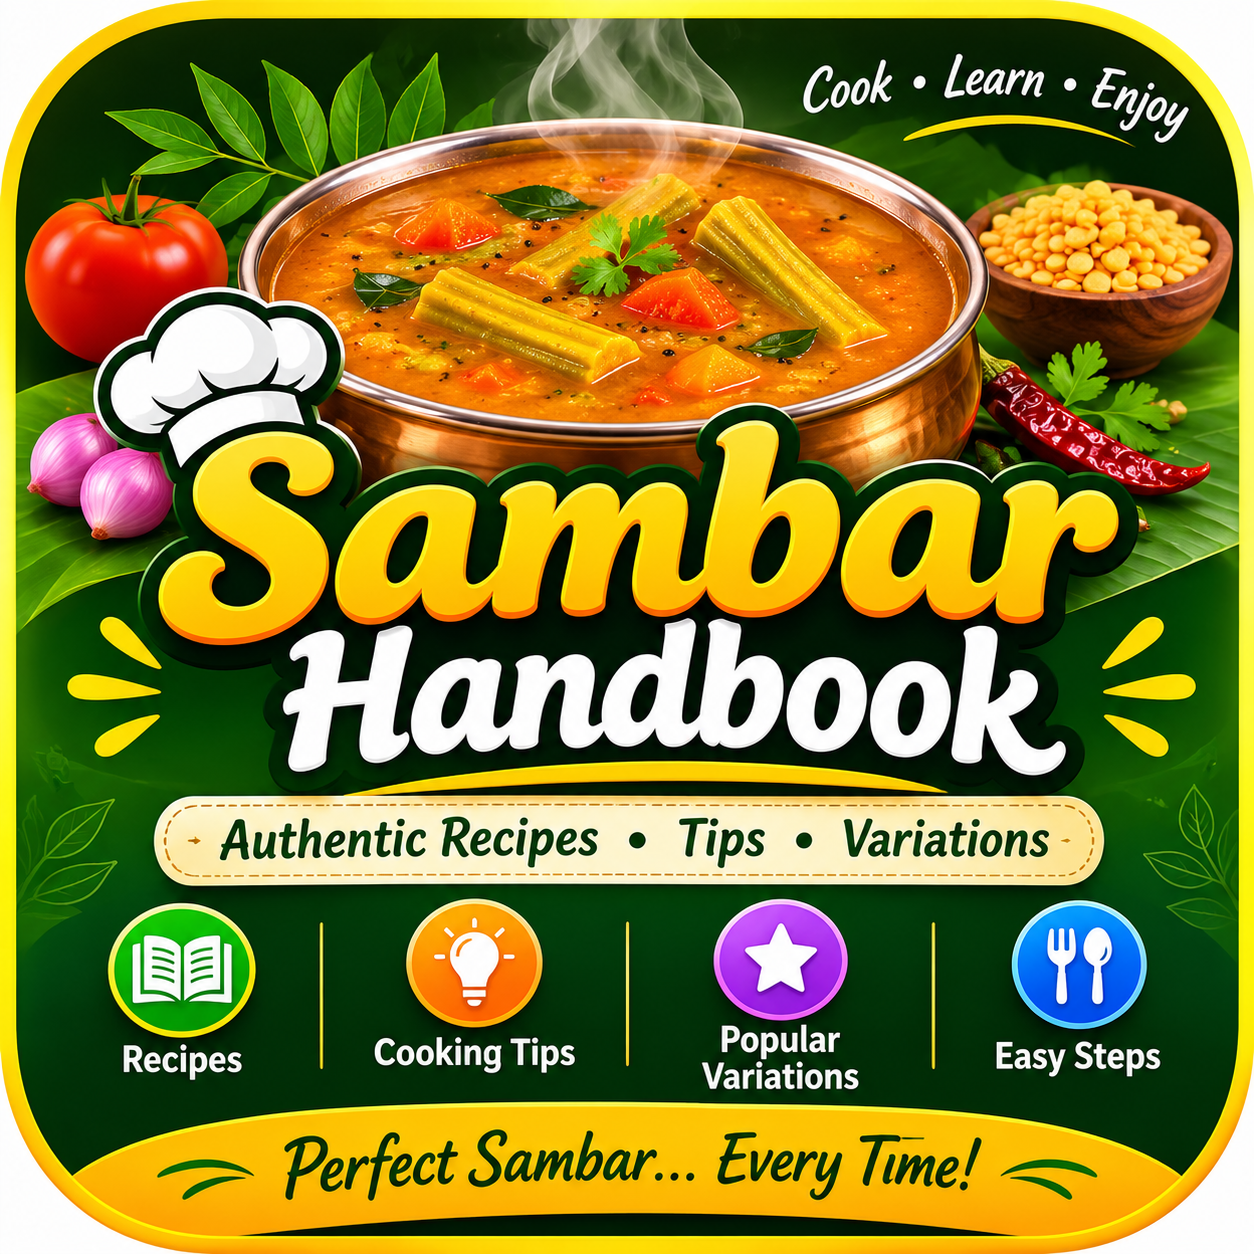 Cook • Learn • Enjoy
Sambar
Handbook
Authentic Recipes • Tips • Variations
Recipes
Cooking Tips
Popular
Variations
Easy Steps
Perfect Sambar... Every Time!